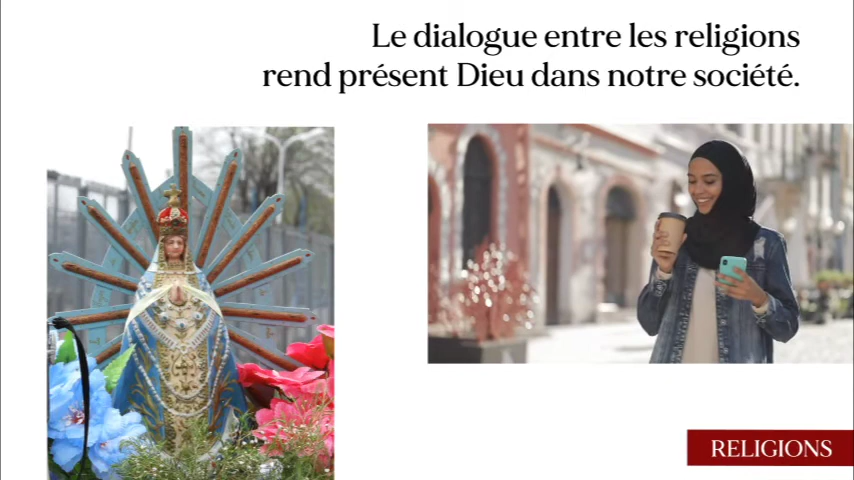 Le dialogue entre les religions
rend présent Dieu dans notre société.
RELIGIONS